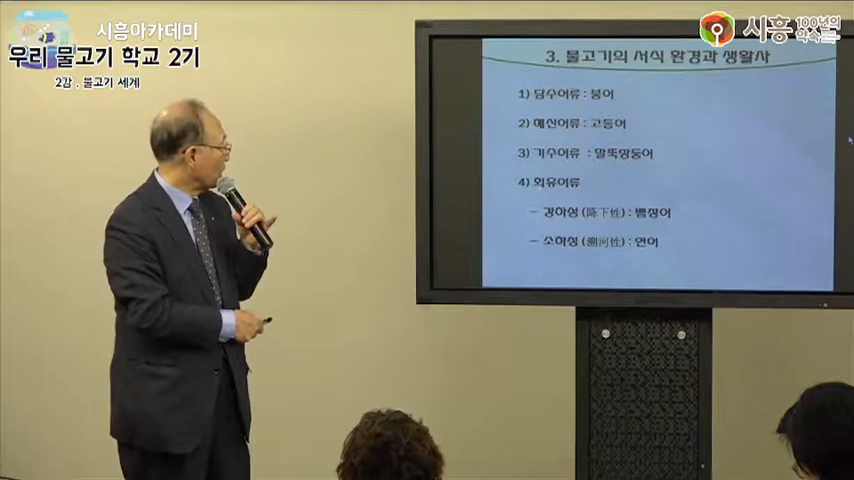 시흥아카데미
우리 물고기 학교 2기
2강. 물고기 세계
시흥 100년의
3. 물고기의 서식 환경과 생활사
1) 담수어류 : 붕어
2) 해산어류 : 고등어
3) 기수어류 : 말뚝망둥어
4) 회유어류
- 강하성(降下性) : 뱀장어
- 소하성(溯河性) : 연어